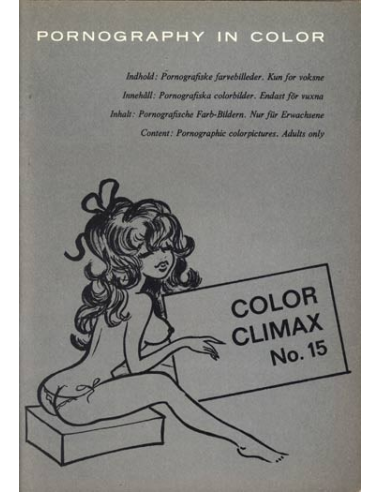 PORNOGRAPHY IN COLOR
Indhold: Pornografiske farvebilleder. Kun for voksne
Innehåll: Pornografiska colorbilder. Endast för vuxna
Inhalt: Pornografische Farb-Bildern. Nur für Erwachsene
Content: Pornographic colorpictures. Adults only
COLOR
CLIMAX
No. 15